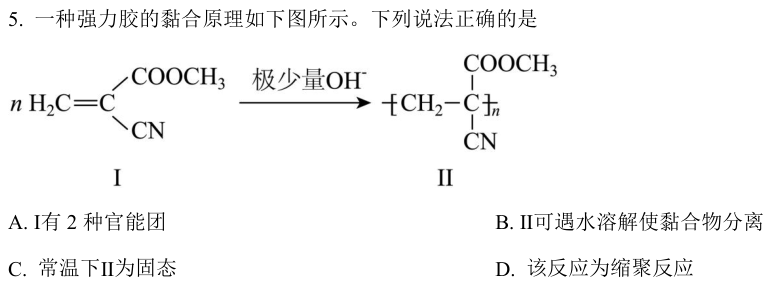 5. 一种强力胶的黏合原理如下图所示。下列说法正确的是
COOCH₃
COOCH₃ 极少量OH⁻
n H₂C=C ⁅CH₂-C⁆ₙ
CN
CN
I II
A. I有 2 种官能团 B. II可遇水溶解使黏合物分离
C. 常温下II为固态 D. 该反应为缩聚反应